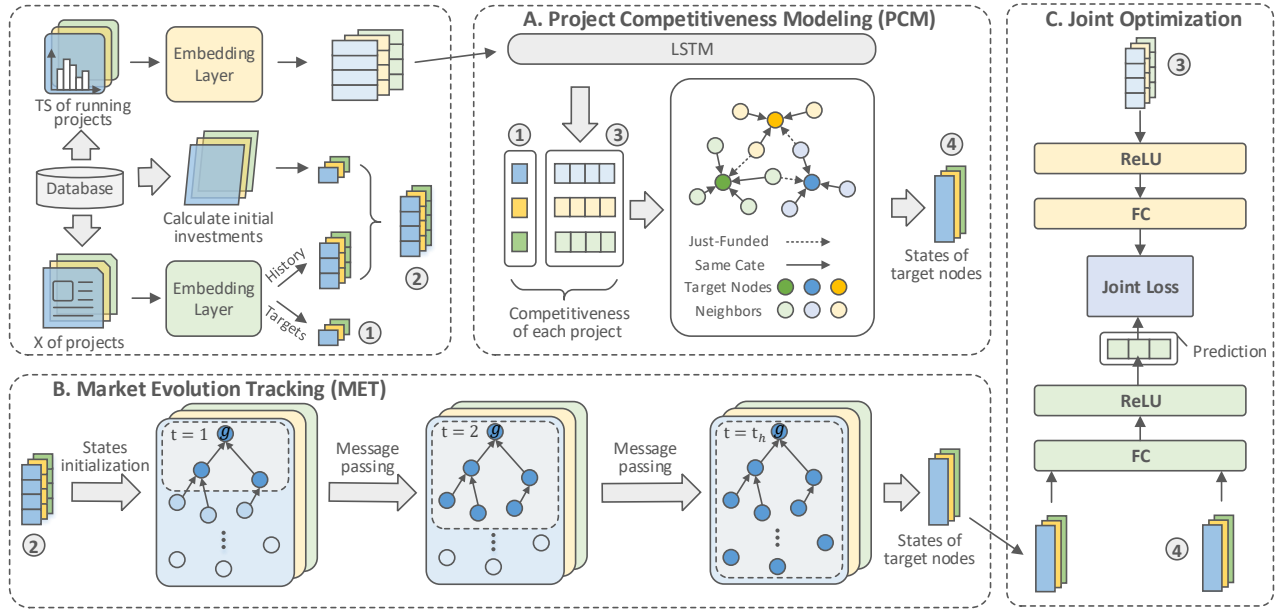 TS of running
projects
Embedding
Layer
Database
Calculate initial
investments
X of projects
Embedding
Layer
History
Targets
1
2
A. Project Competitiveness Modeling (PCM)
LSTM
1
3
Competitiveness
of each project
Just-Funded
Same Cate
Target Nodes
Neighbors
4
States of
target nodes
B. Market Evolution Tracking (MET)
2
States
initialization
t = 1
g
Message
passing
t = 2
g
Message
passing
t = tₕ
g
States of
target nodes
C. Joint Optimization
3
ReLU
FC
Joint Loss
Prediction
ReLU
FC
4